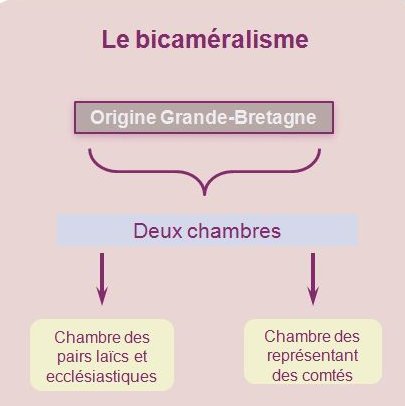 Le bicaméralisme
Origine Grande-Bretagne
Deux chambres
Chambre des
pairs laïcs et
ecclésiastiques
Chambre des
représentant
des comtés